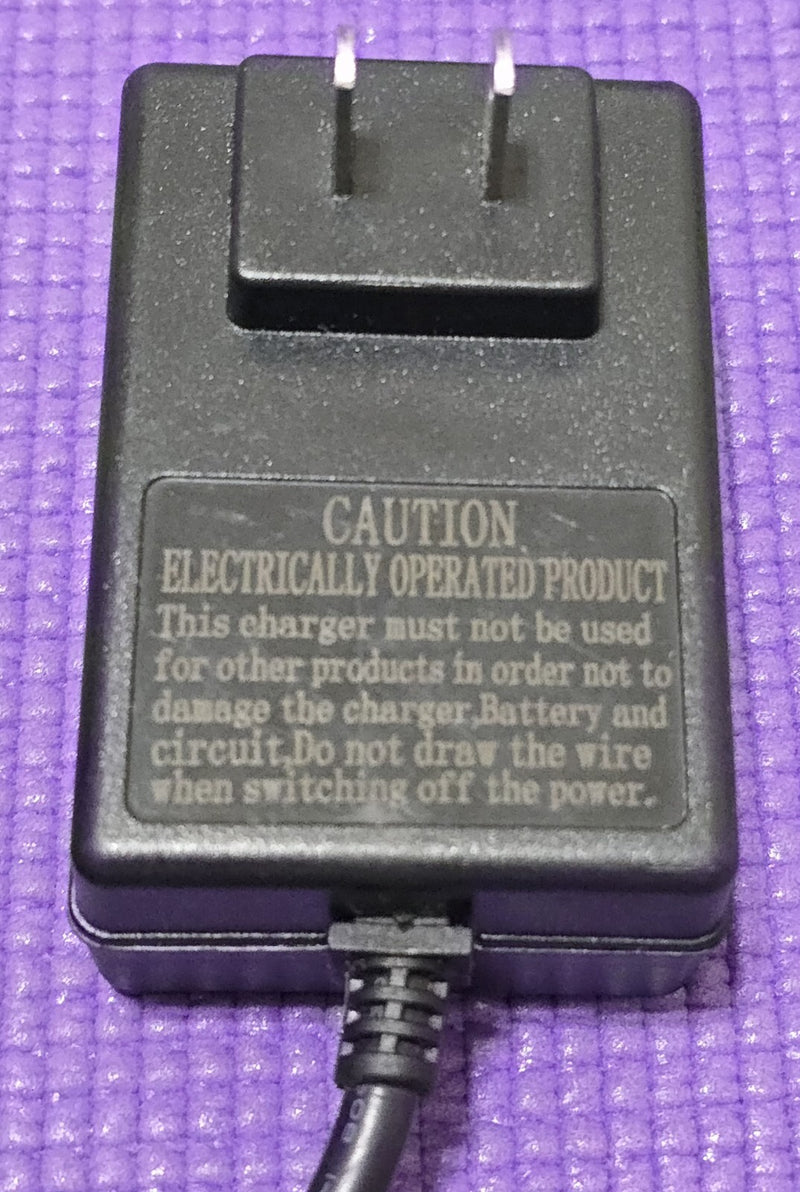 CAUTION
ELECTRICALLY OPERATED PRODUCT
This charger must not be used
for other products in order not to
damage the charger,Battery and
circuit,Do not draw the wire
when switching off the power.